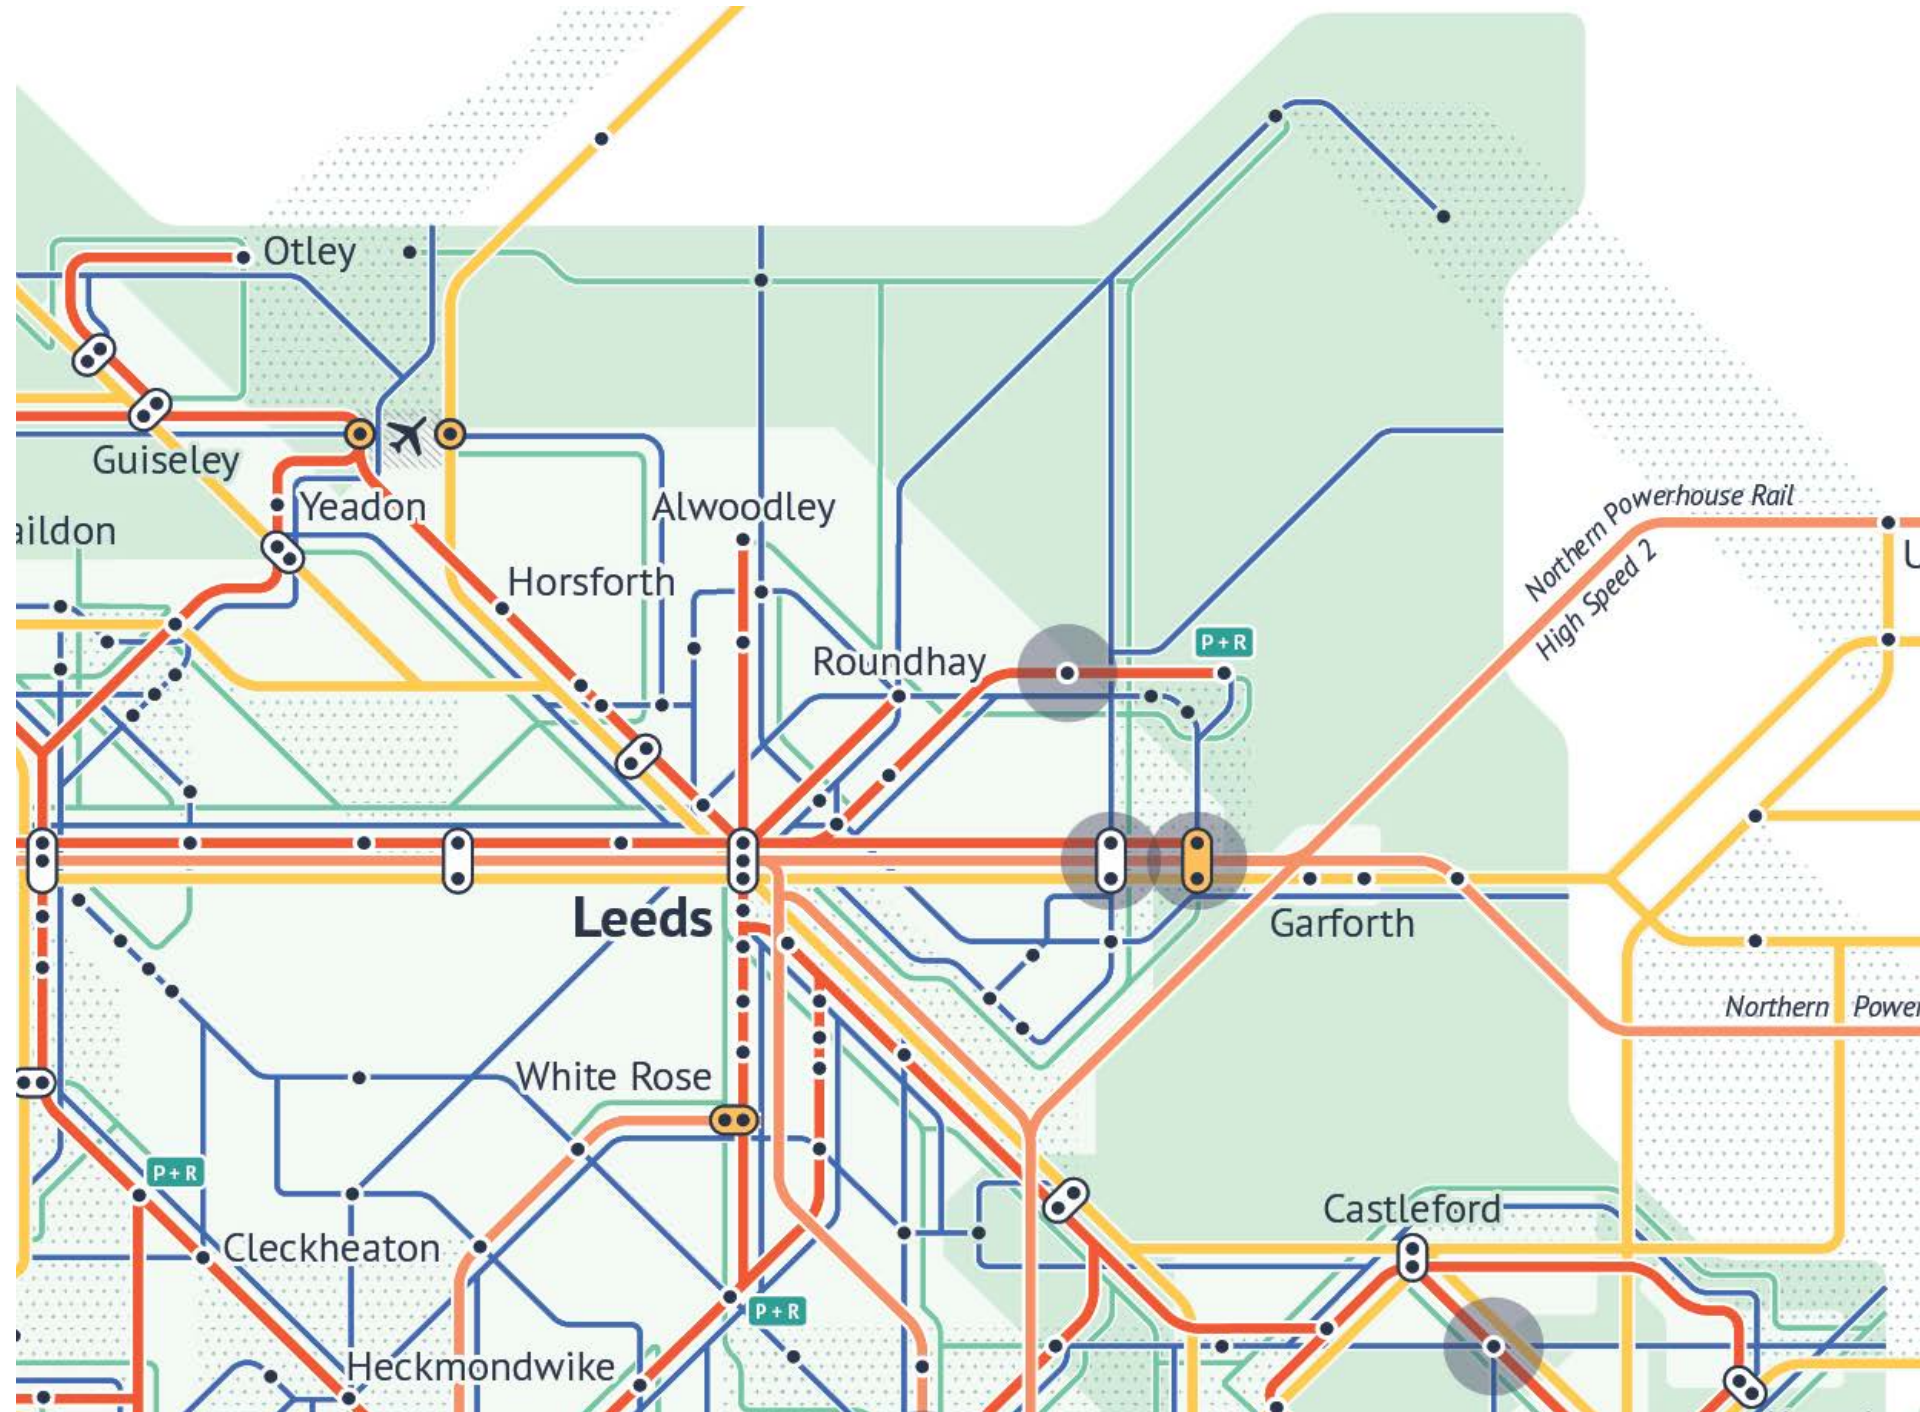 Otley
Guiseley
Yeadon
aildon
Alwoodley
Horsforth
Roundhay
P+R
Northern Powerhouse Rail
High Speed 2
U
Leeds
Garforth
Northern Power
White Rose
P+R
Cleckheaton
Castleford
P+R
Heckmondwike